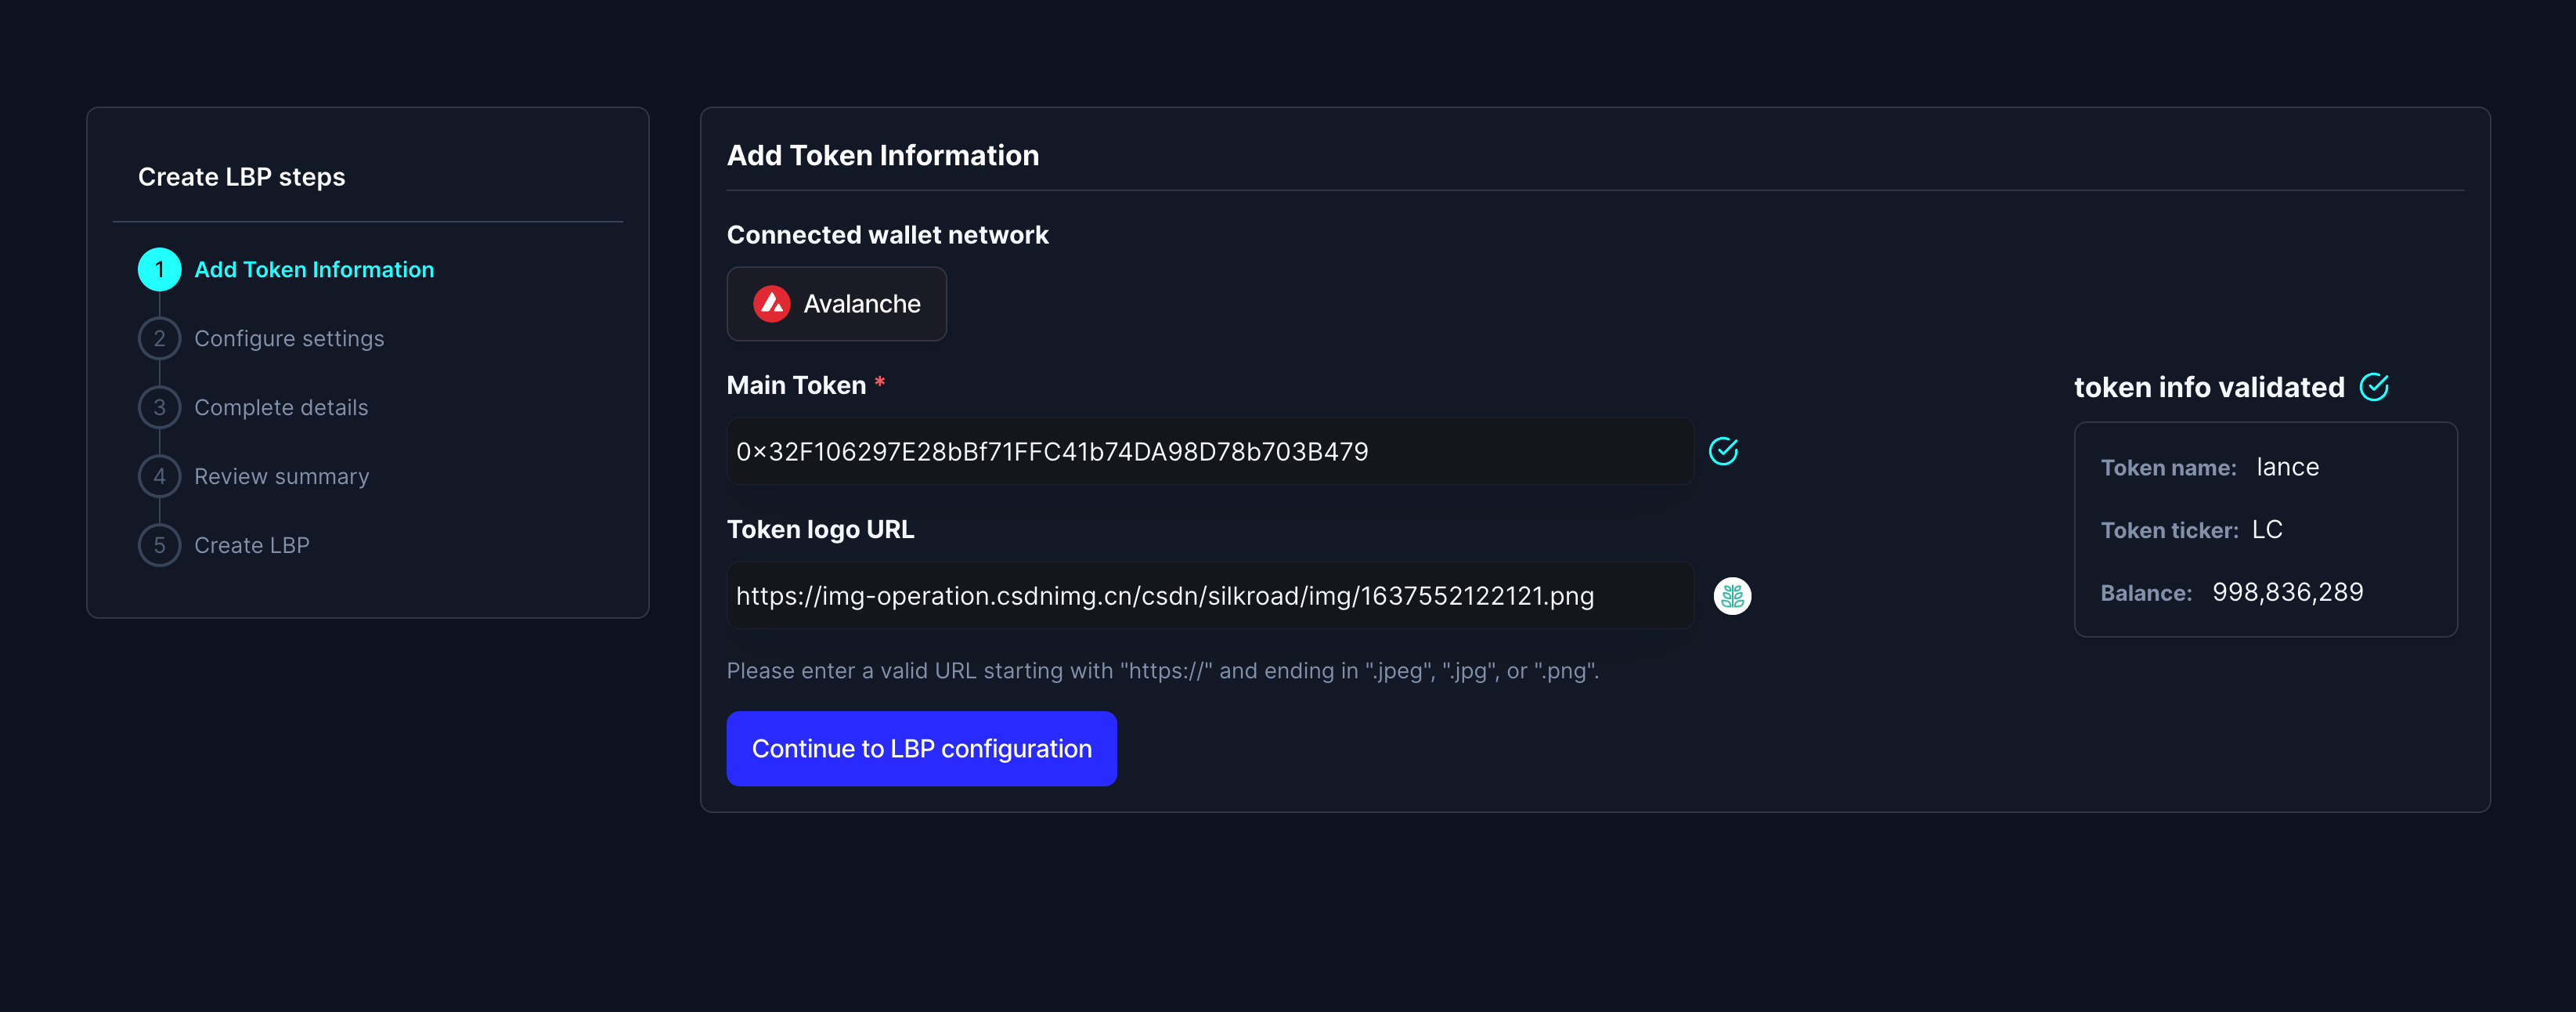 Create LBP steps
1 Add Token Information
2 Configure settings
3 Complete details
4 Review summary
5 Create LBP
Add Token Information
Connected wallet network
Avalanche
Main Token *
0x32F106297E28bBf71FFC41b74DA98D78b703B479
Token logo URL
https://img-operation.csdnimg.cn/csdn/silkroad/img/1637552122121.png
Please enter a valid URL starting with "https://" and ending in ".jpeg", ".jpg", or ".png".
Continue to LBP configuration
token info validated
Token name: lance
Token ticker: LC
Balance: 998,836,289